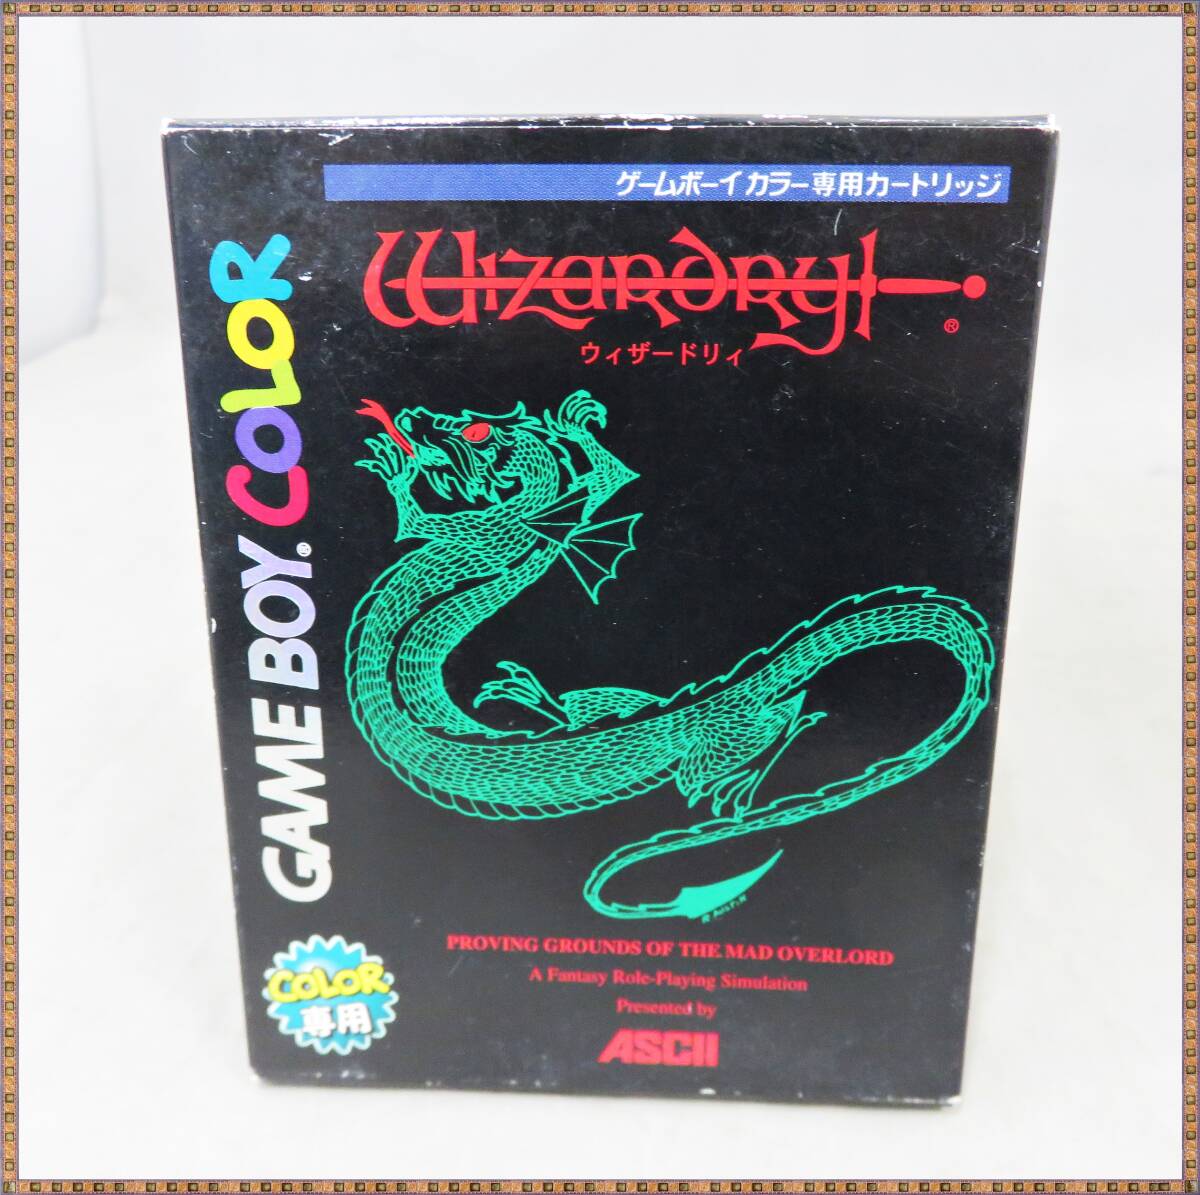 ゲームボーイカラー専用カートリッジ
Wizardry®
ウィザードリィ
GAME BOY® COLOR
R AUSTIN
PROVING GROUNDS OF THE MAD OVERLORD
A Fantasy Role-Playing Simulation
Presented by
ASCII
COLOR
専用